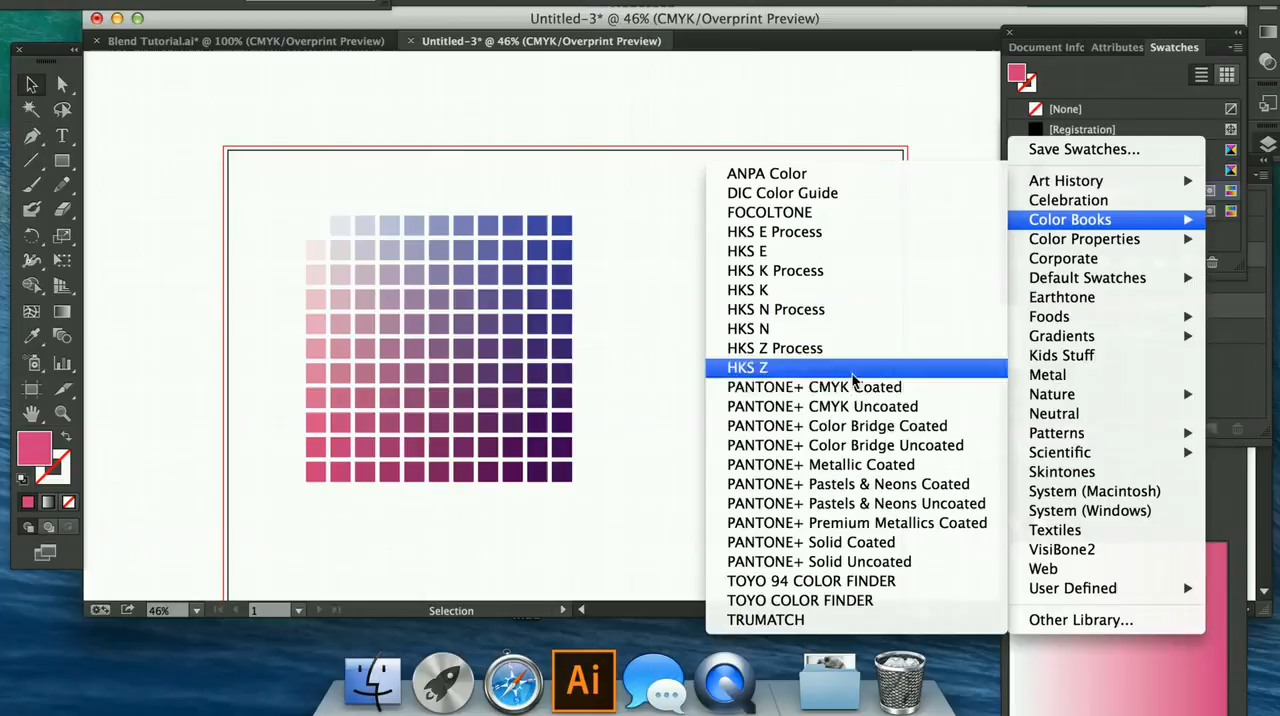 Untitled-3* @ 46% (CMYK/Overprint Preview)
Blend Tutorial.ai* @ 100% (CMYK/Overprint Preview)
Untitled-3* @ 46% (CMYK/Overprint Preview)
Document Info
Attributes
Swatches
[None]
[Registration]
Save Swatches...
Art History
Celebration
Color Books
Color Properties
Corporate
Default Swatches
Earthtone
Foods
Gradients
Kids Stuff
Metal
Nature
Neutral
Patterns
Scientific
Skintones
System (Macintosh)
System (Windows)
Textiles
VisiBone2
Web
User Defined
Other Library...
ANPA Color
DIC Color Guide
FOCOLTONE
HKS E Process
HKS E
HKS K Process
HKS K
HKS N Process
HKS N
HKS Z Process
HKS Z
PANTONE+ CMYK Coated
PANTONE+ CMYK Uncoated
PANTONE+ Color Bridge Coated
PANTONE+ Color Bridge Uncoated
PANTONE+ Metallic Coated
PANTONE+ Pastels & Neons Coated
PANTONE+ Pastels & Neons Uncoated
PANTONE+ Premium Metallics Coated
PANTONE+ Solid Coated
PANTONE+ Solid Uncoated
TOYO 94 COLOR FINDER
TOYO COLOR FINDER
TRUMATCH
46%
1
Selection
Ai